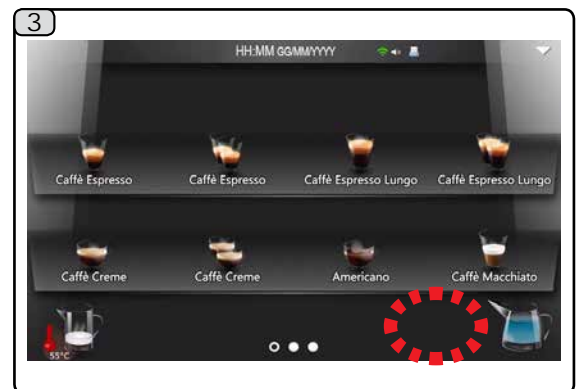 3
HH:MM GG/MM/YYYY
Caffè Espresso Caffè Espresso Caffè Espresso Lungo Caffè Espresso Lungo
Caffè Creme Caffè Creme Americano Caffè Macchiato
55°C